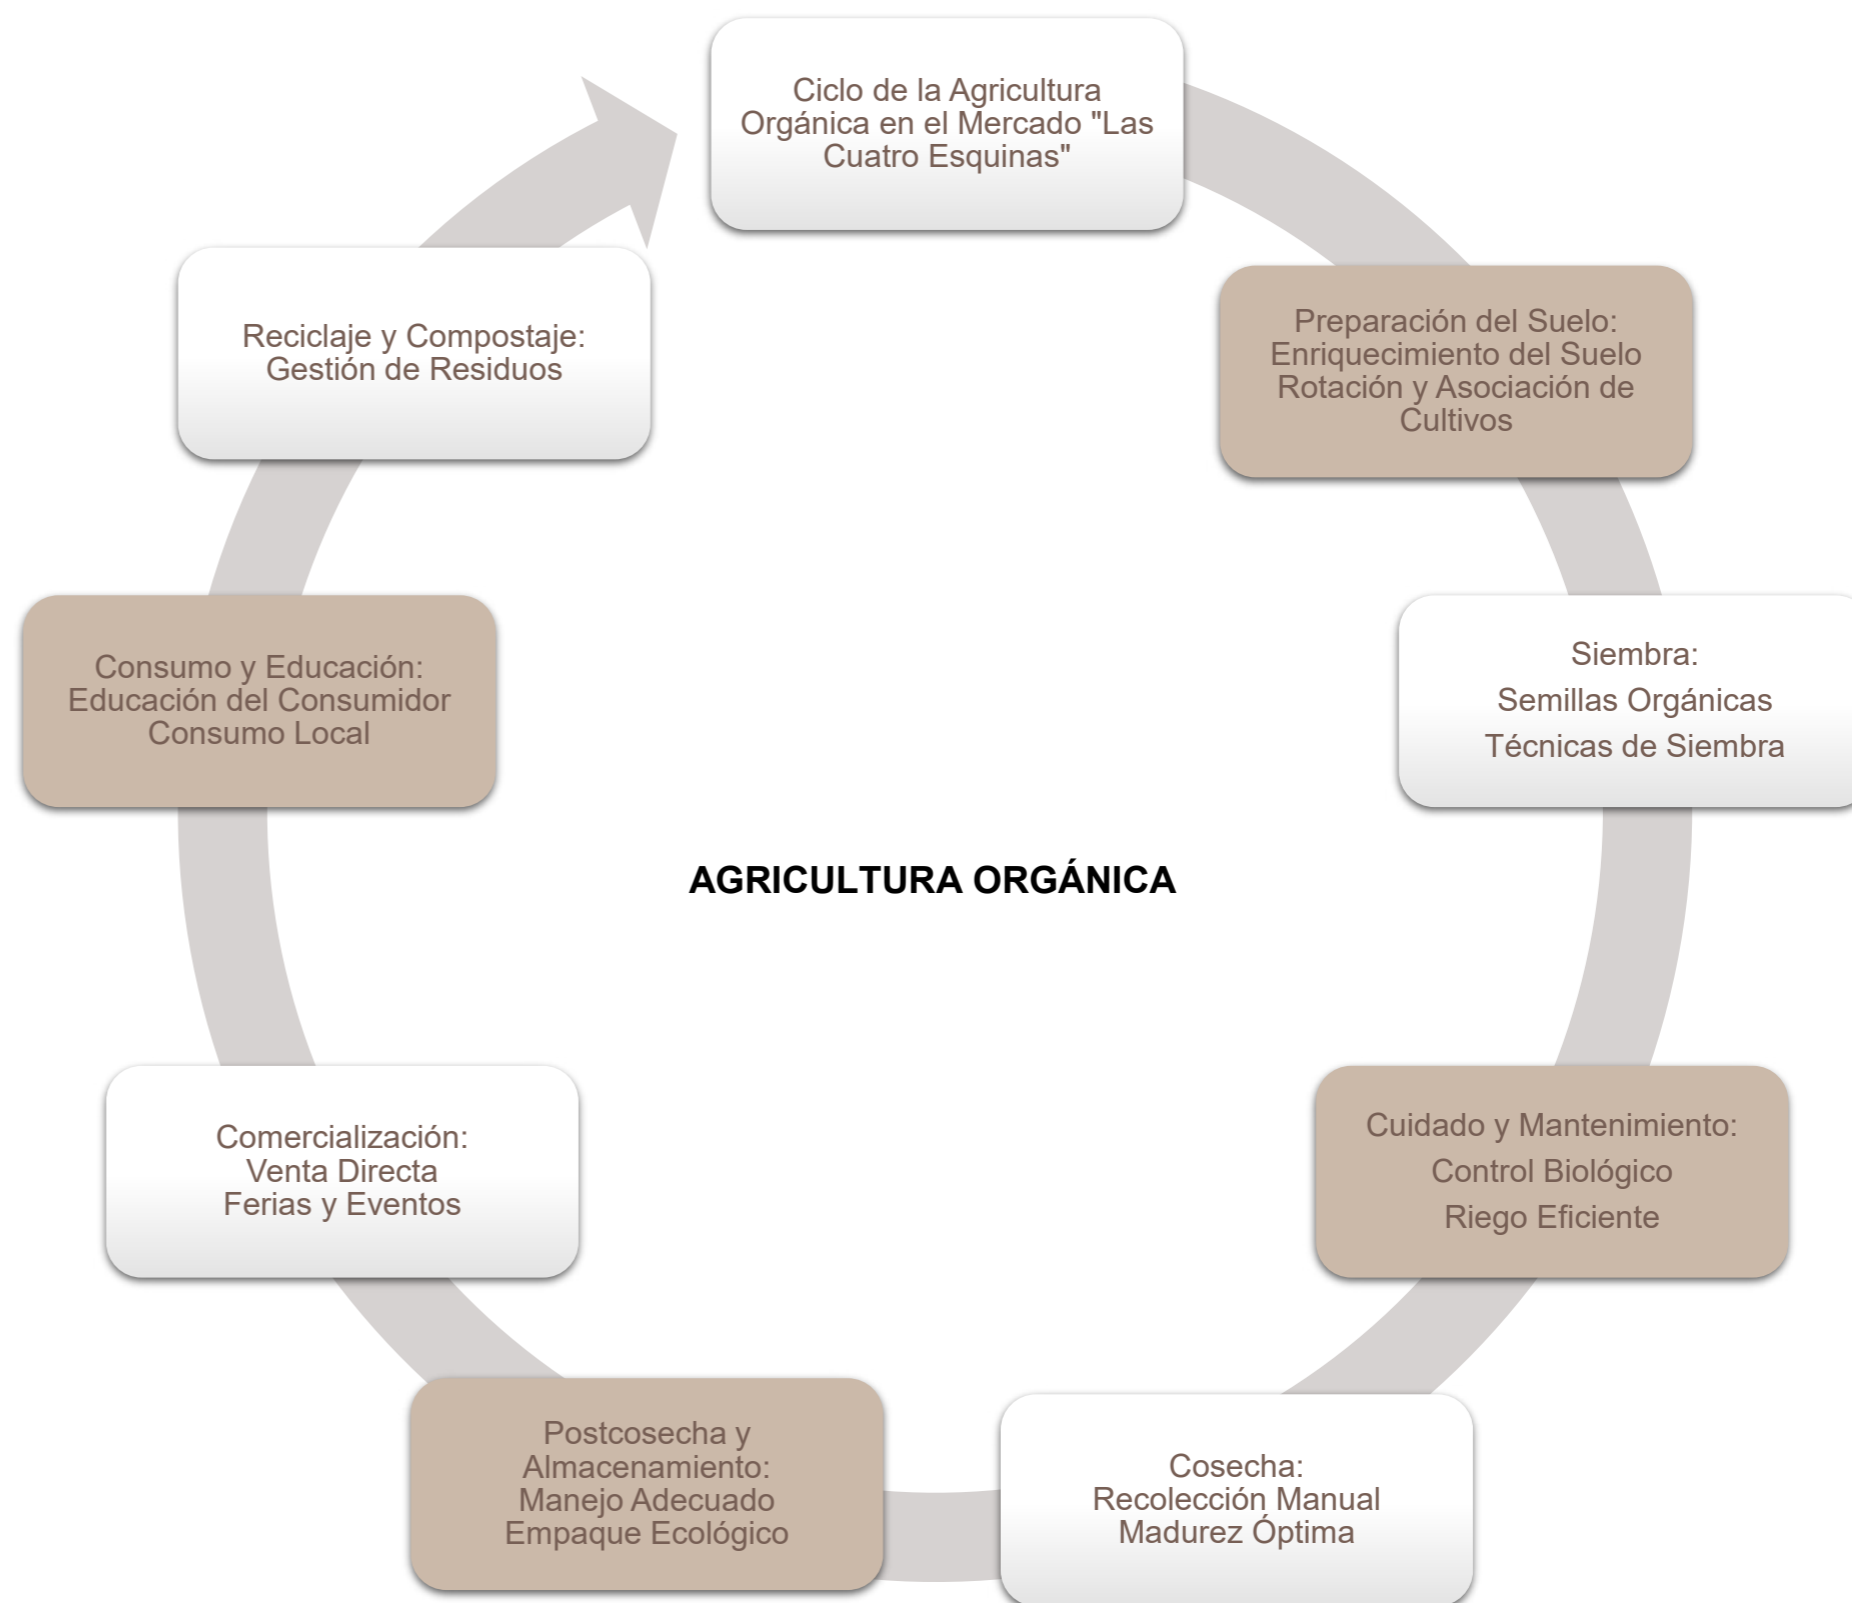 Ciclo de la Agricultura
Orgánica en el Mercado "Las
Cuatro Esquinas"
Preparación del Suelo:
Enriquecimiento del Suelo
Rotación y Asociación de
Cultivos
Siembra:
Semillas Orgánicas
Técnicas de Siembra
Cuidado y Mantenimiento:
Control Biológico
Riego Eficiente
Cosecha:
Recolección Manual
Madurez Óptima
Postcosecha y
Almacenamiento:
Manejo Adecuado
Empaque Ecológico
Comercialización:
Venta Directa
Ferias y Eventos
Consumo y Educación:
Educación del Consumidor
Consumo Local
Reciclaje y Compostaje:
Gestión de Residuos
AGRICULTURA ORGÁNICA